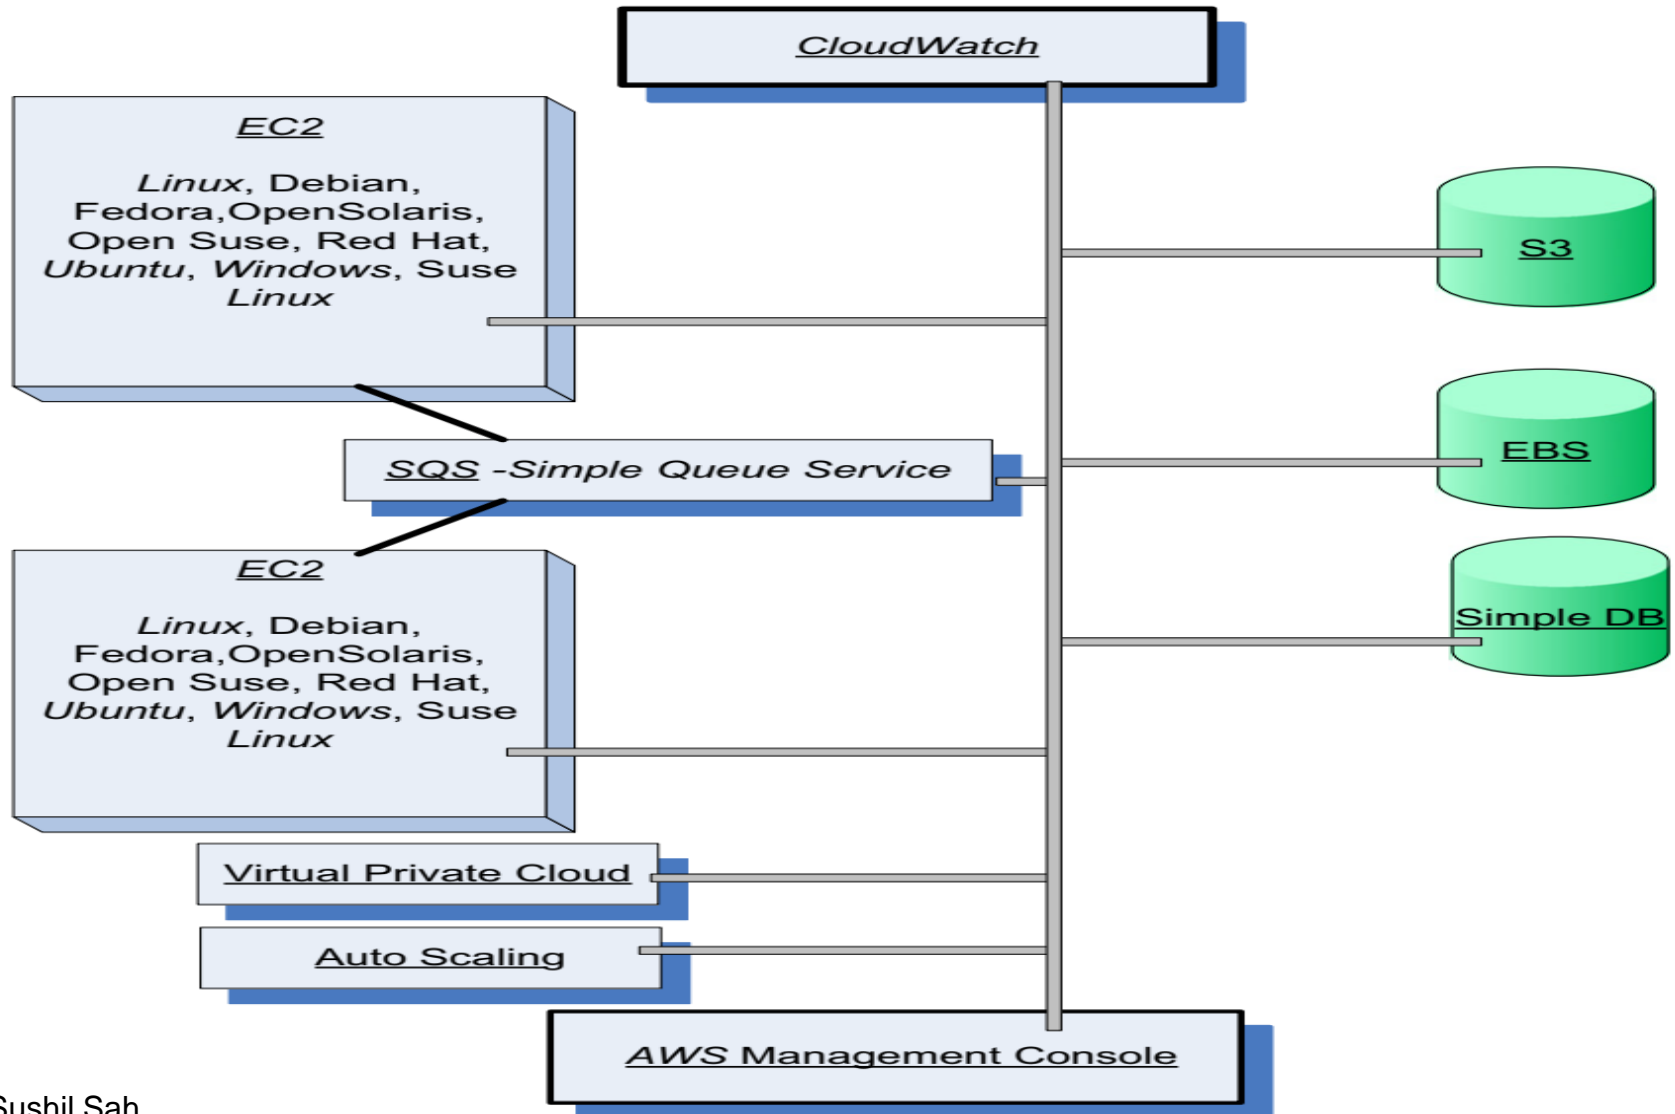 CloudWatch
EC2
Linux, Debian,
Fedora,OpenSolaris,
Open Suse, Red Hat,
Ubuntu, Windows, Suse
Linux
S3
SQS -Simple Queue Service
EBS
EC2
Linux, Debian,
Fedora,OpenSolaris,
Open Suse, Red Hat,
Ubuntu, Windows, Suse
Linux
Simple DB
Virtual Private Cloud
Auto Scaling
AWS Management Console
Sushil Sah